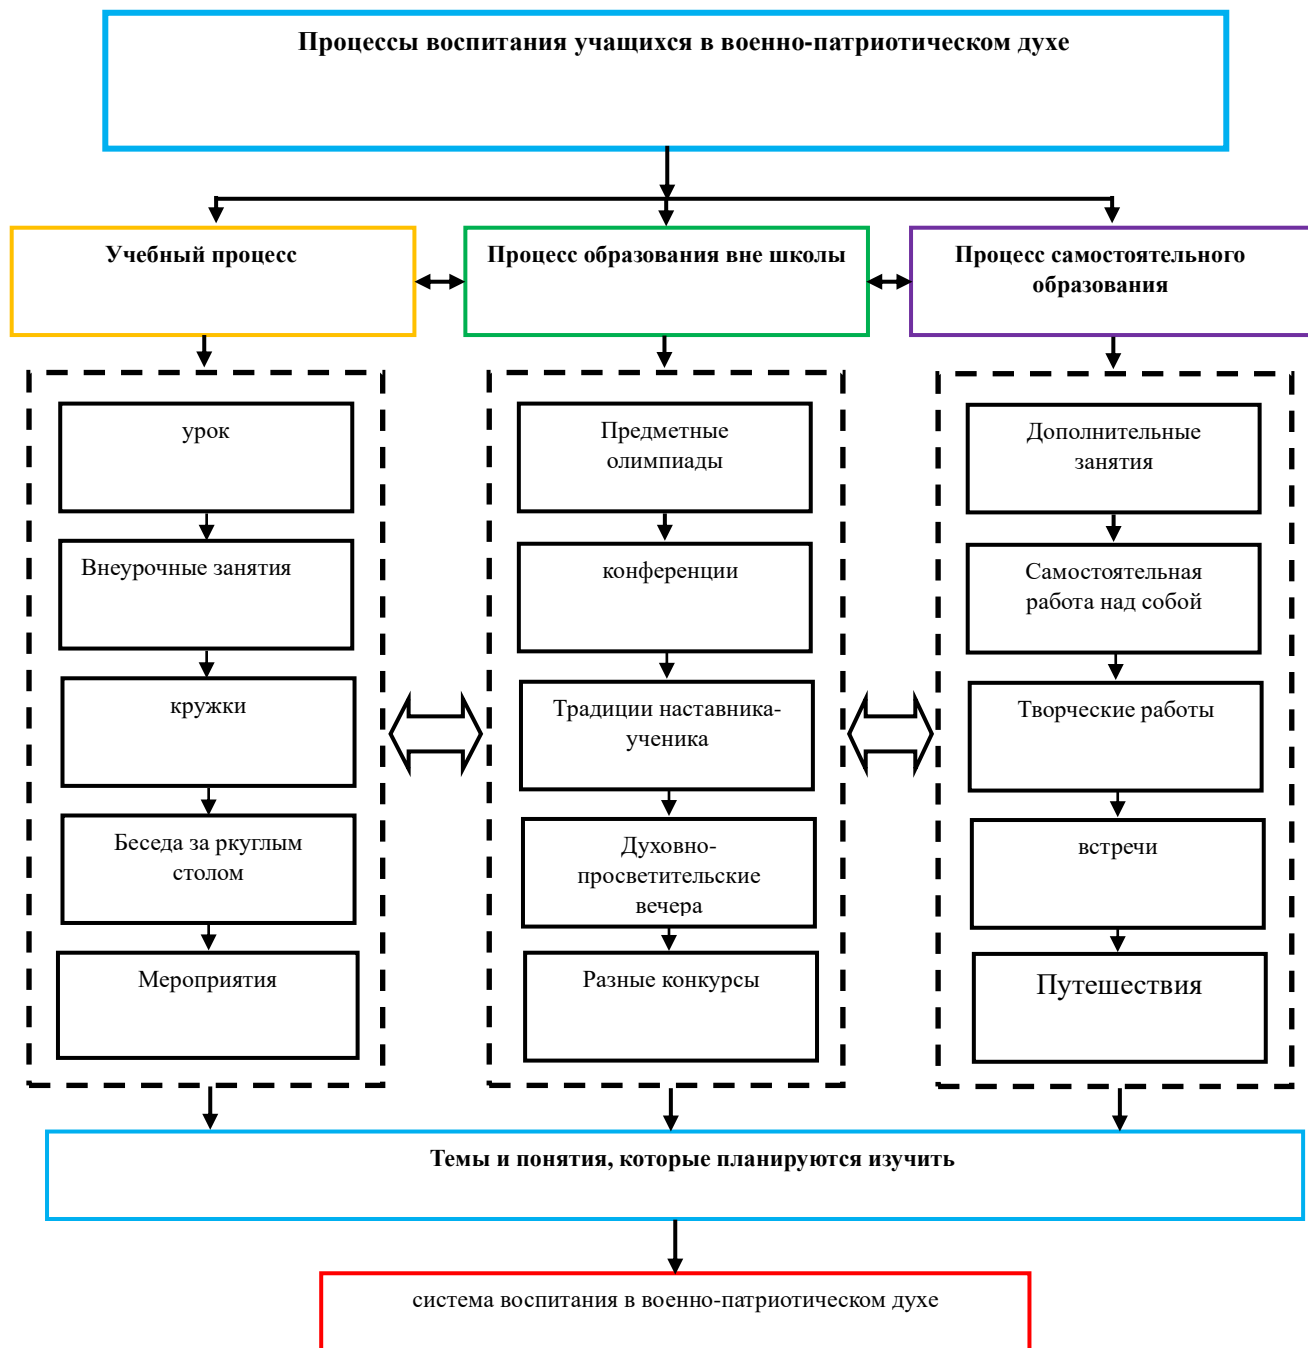 Процессы воспитания учащихся в военно-патриотическом духе
Учебный процесс
Процесс образования вне школы
Процесс самостоятельного
образования
урок
Внеурочные занятия
кружки
Беседа за ркуглым
столом
Мероприятия
Предметные
олимпиады
конференции
Традиции наставника-
ученика
Духовно-
просветительские
вечера
Разные конкурсы
Дополнительные
занятия
Самостоятельная
работа над собой
Творческие работы
встречи
Путешествия
Темы и понятия, которые планируются изучить
система воспитания в военно-патриотическом духе